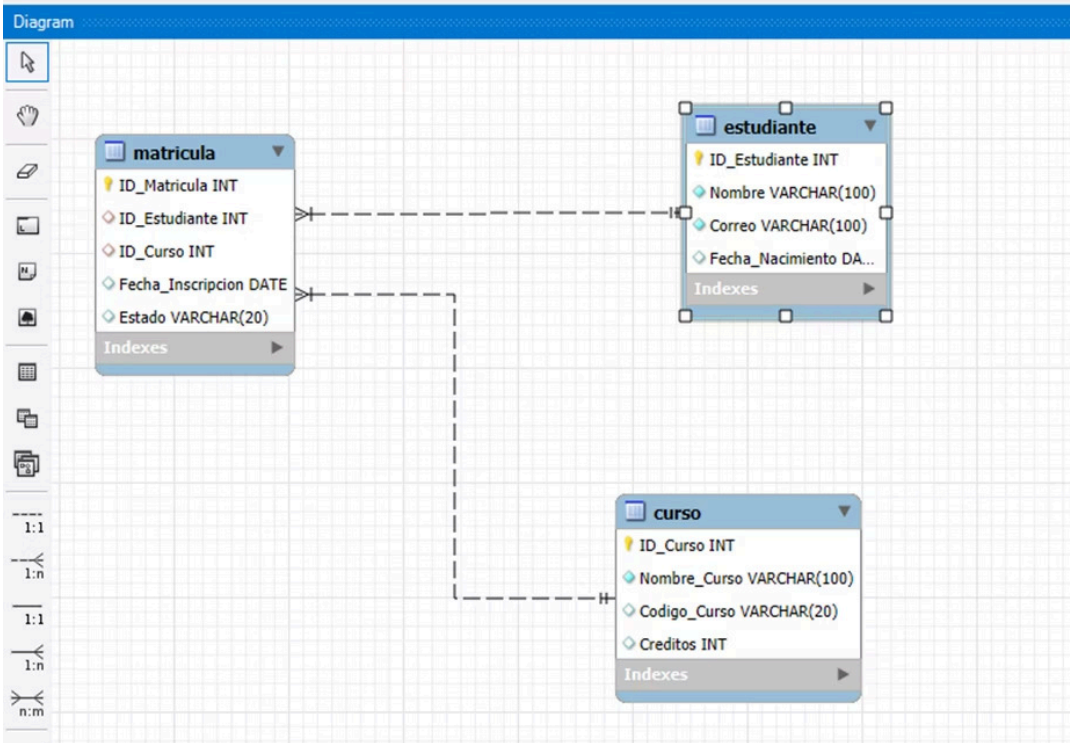 Diagram
matricula
ID_Matricula INT
ID_Estudiante INT
ID_Curso INT
Fecha_Inscripcion DATE
Estado VARCHAR(20)
Indexes
estudiante
ID_Estudiante INT
Nombre VARCHAR(100)
Correo VARCHAR(100)
Fecha_Nacimiento DA...
Indexes
curso
ID_Curso INT
Nombre_Curso VARCHAR(100)
Codigo_Curso VARCHAR(20)
Creditos INT
Indexes
1:1
1:n
1:1
1:n
n:m